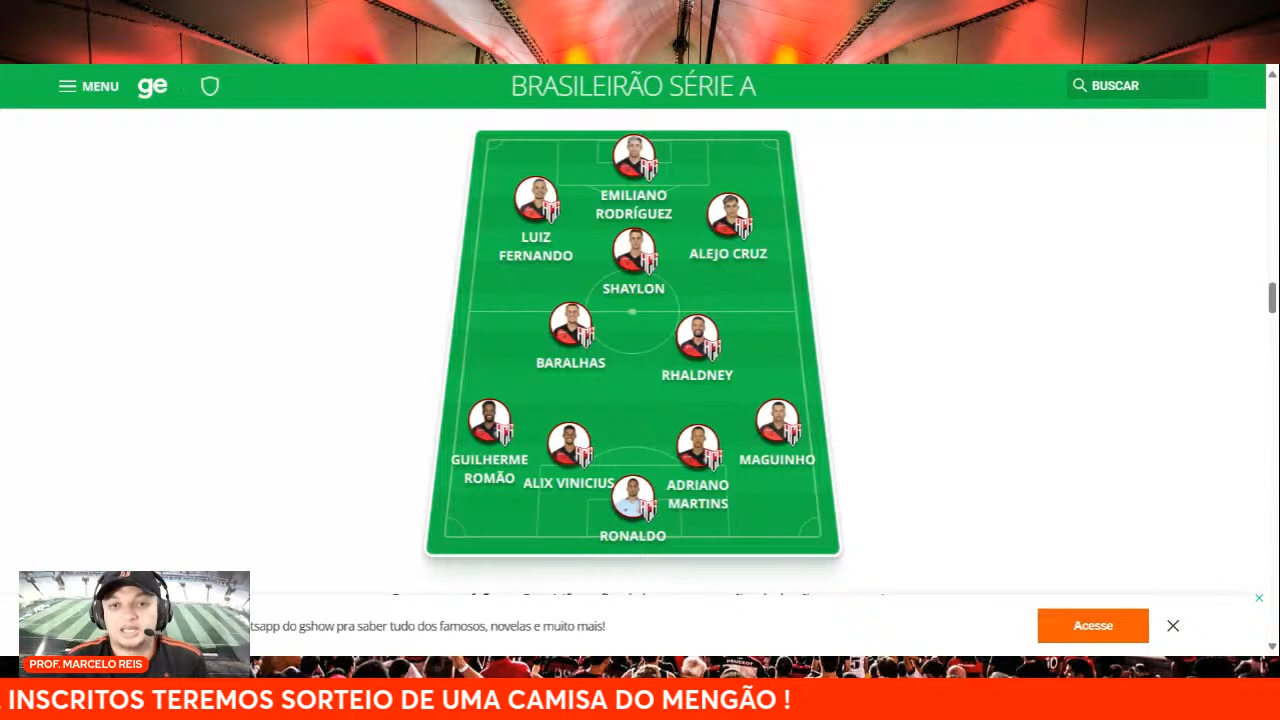 MENU
ge
BRASILEIRÃO SÉRIE A
BUSCAR
EMILIANO
RODRÍGUEZ
LUIZ
FERNANDO
ALEJO CRUZ
SHAYLON
BARALHAS
RHALDNEY
GUILHERME
ROMÃO
ALIX VINICIUS
ADRIANO
MARTINS
MAGUINHO
RONALDO
tsapp do gshow pra saber tudo dos famosos, novelas e muito mais!
Acesse
PROF. MARCELO REIS
PEUGEOT
10
INSCRITOS TEREMOS SORTEIO DE UMA CAMISA DO MENGÃO !